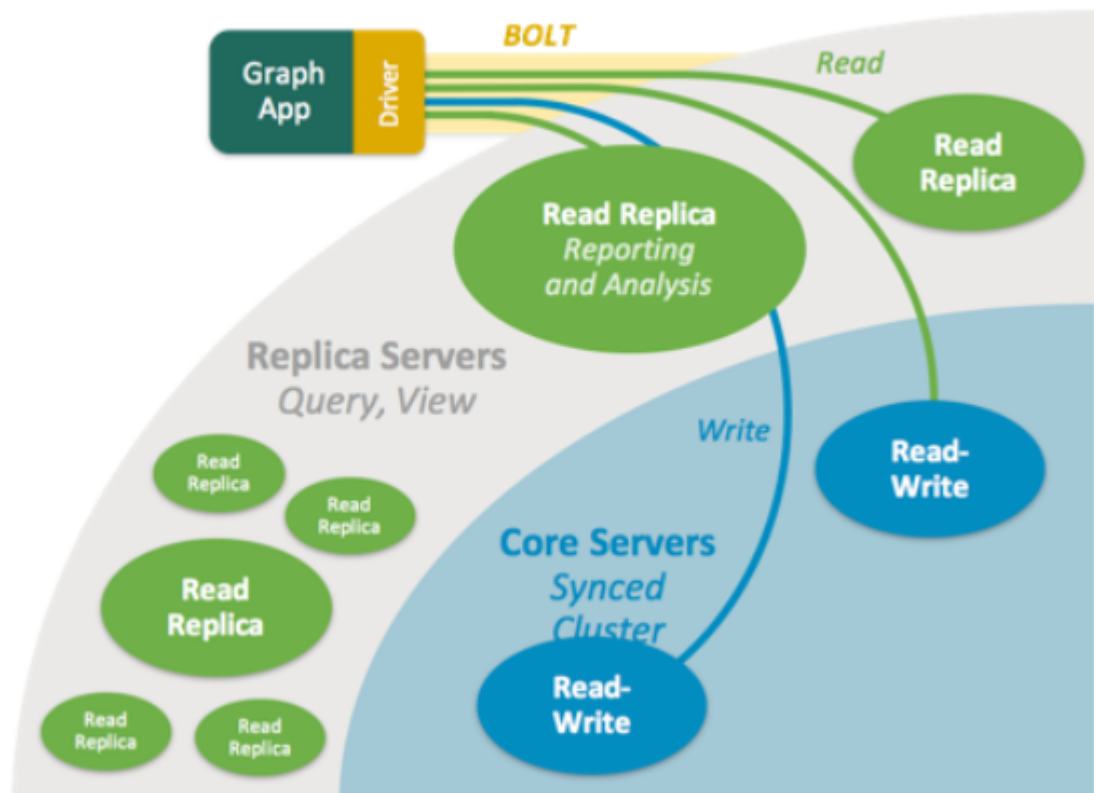 BOLT
Graph
App
Driver
Read
Read
Replica
Read Replica
Reporting
and Analysis
Replica Servers
Query, View
Write
Read-
Write
Read
Replica
Read
Replica
Core Servers
Synced
Cluster
Read
Replica
Read-
Write
Read
Replica
Read
Replica